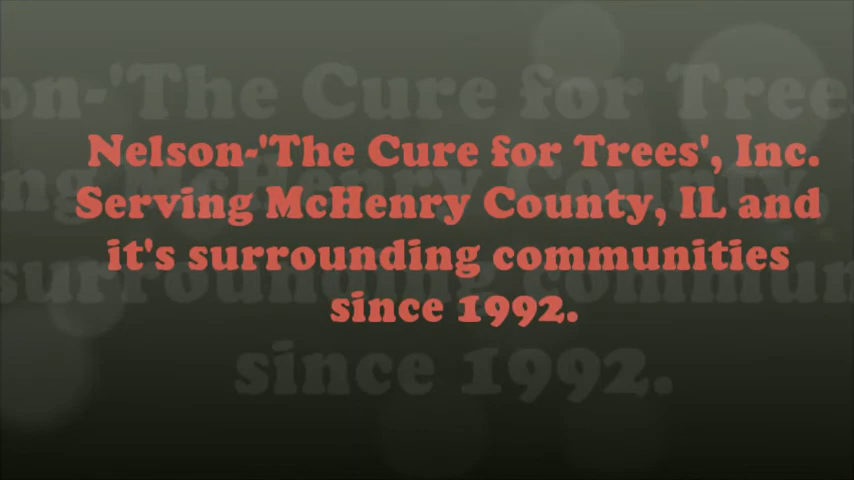 Nelson-'The Cure for Trees', Inc.
Serving McHenry County, IL and
it's surrounding communities
since 1992.